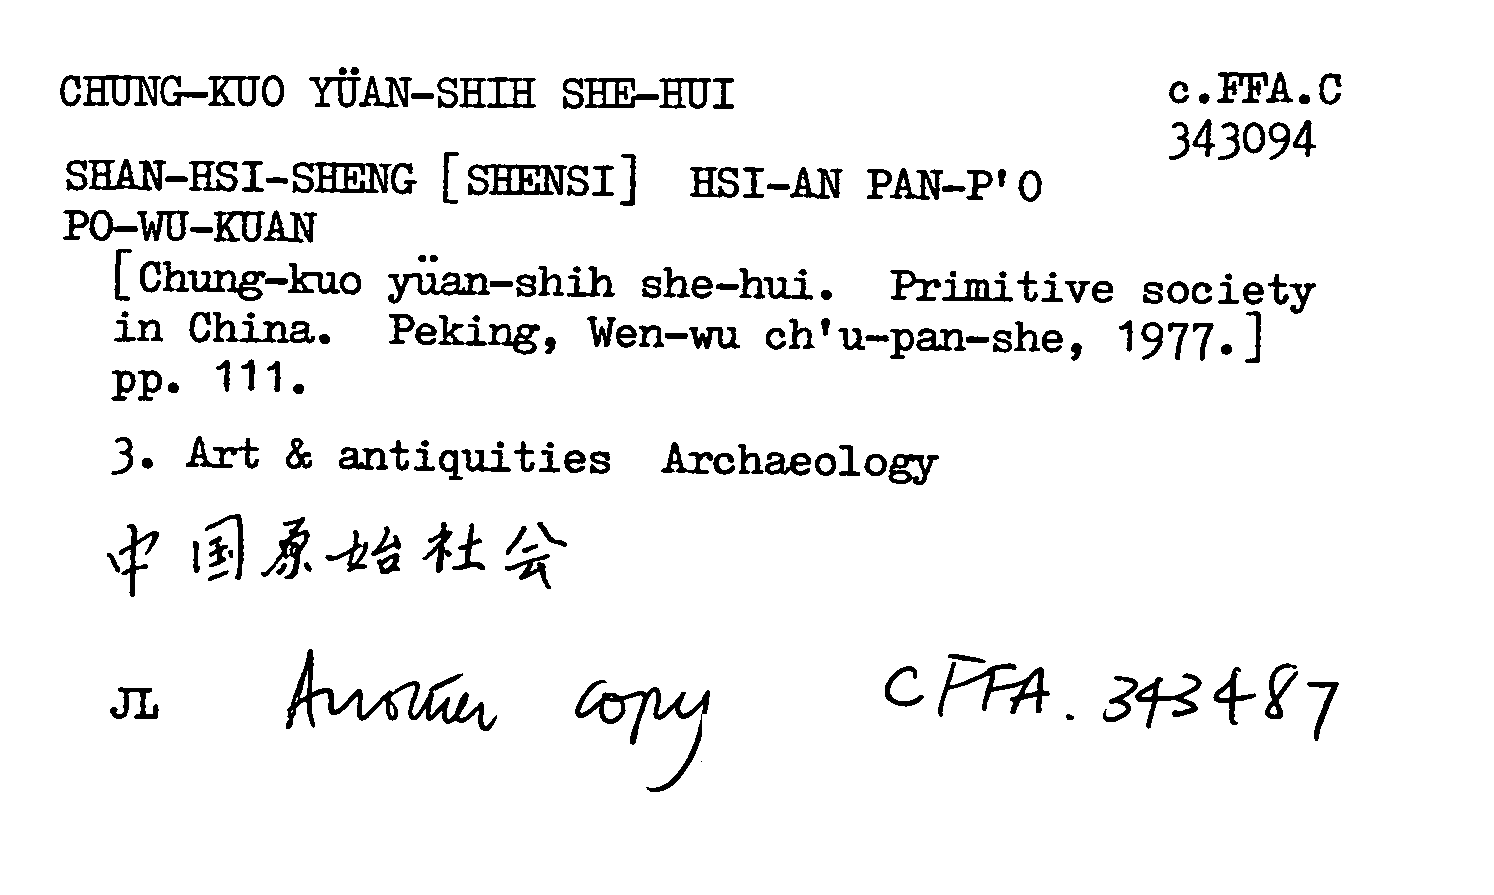 CHUNG-KUO YÜAN-SHIH SHE-HUI c.FFA.C
343094
SHAN-HSI-SHENG [SHENSI] HSI-AN PAN-P'O
PO-WU-KUAN
[Chung-kuo yüan-shih she-hui. Primitive society
in China. Peking, Wen-wu ch'u-pan-she, 1977.]
pp. 111.
3. Art & antiquities Archaeology
中国原始社会
JL Another copy CFFA. 343487